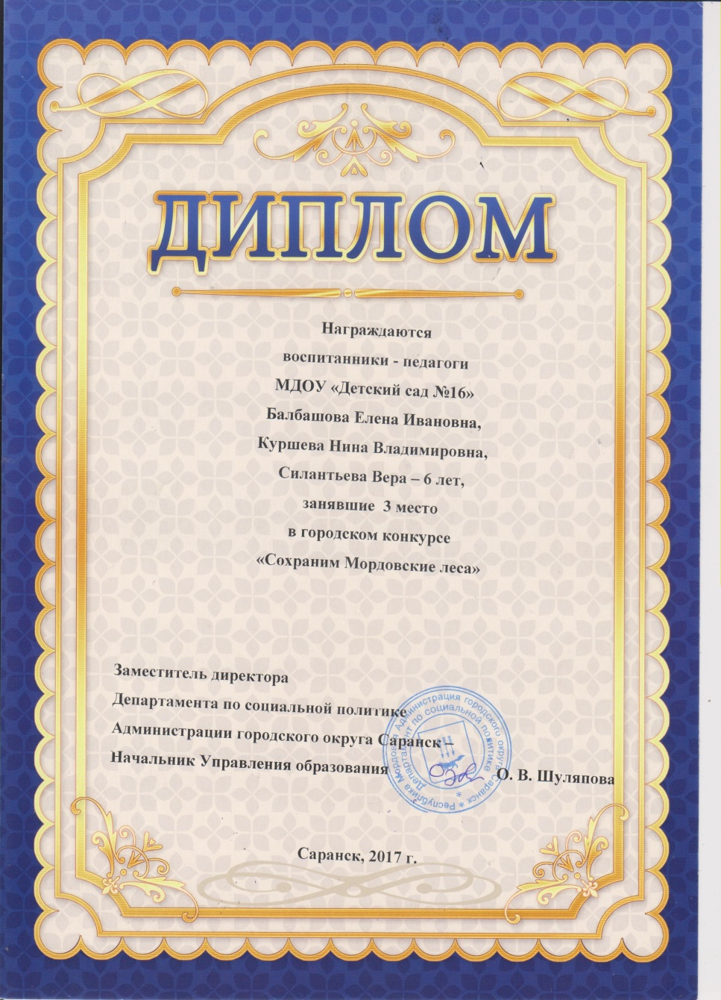 ДИПЛОМ
Награждаются
воспитанники - педагоги
МДОУ «Детский сад №16»
Балбашова Елена Ивановна,
Куршева Нина Владимировна,
Силантьева Вера – 6 лет,
занявшие 3 место
в городском конкурсе
«Сохраним Мордовские леса»
Заместитель директора
Департамента по социальной политике
Администрации городского округа Саранск –
Начальник Управления образования
О. В. Шуляпова
Республика Мордовия Администрация городского округа Саранск
Департамент по социальной политике
Саранск, 2017 г.